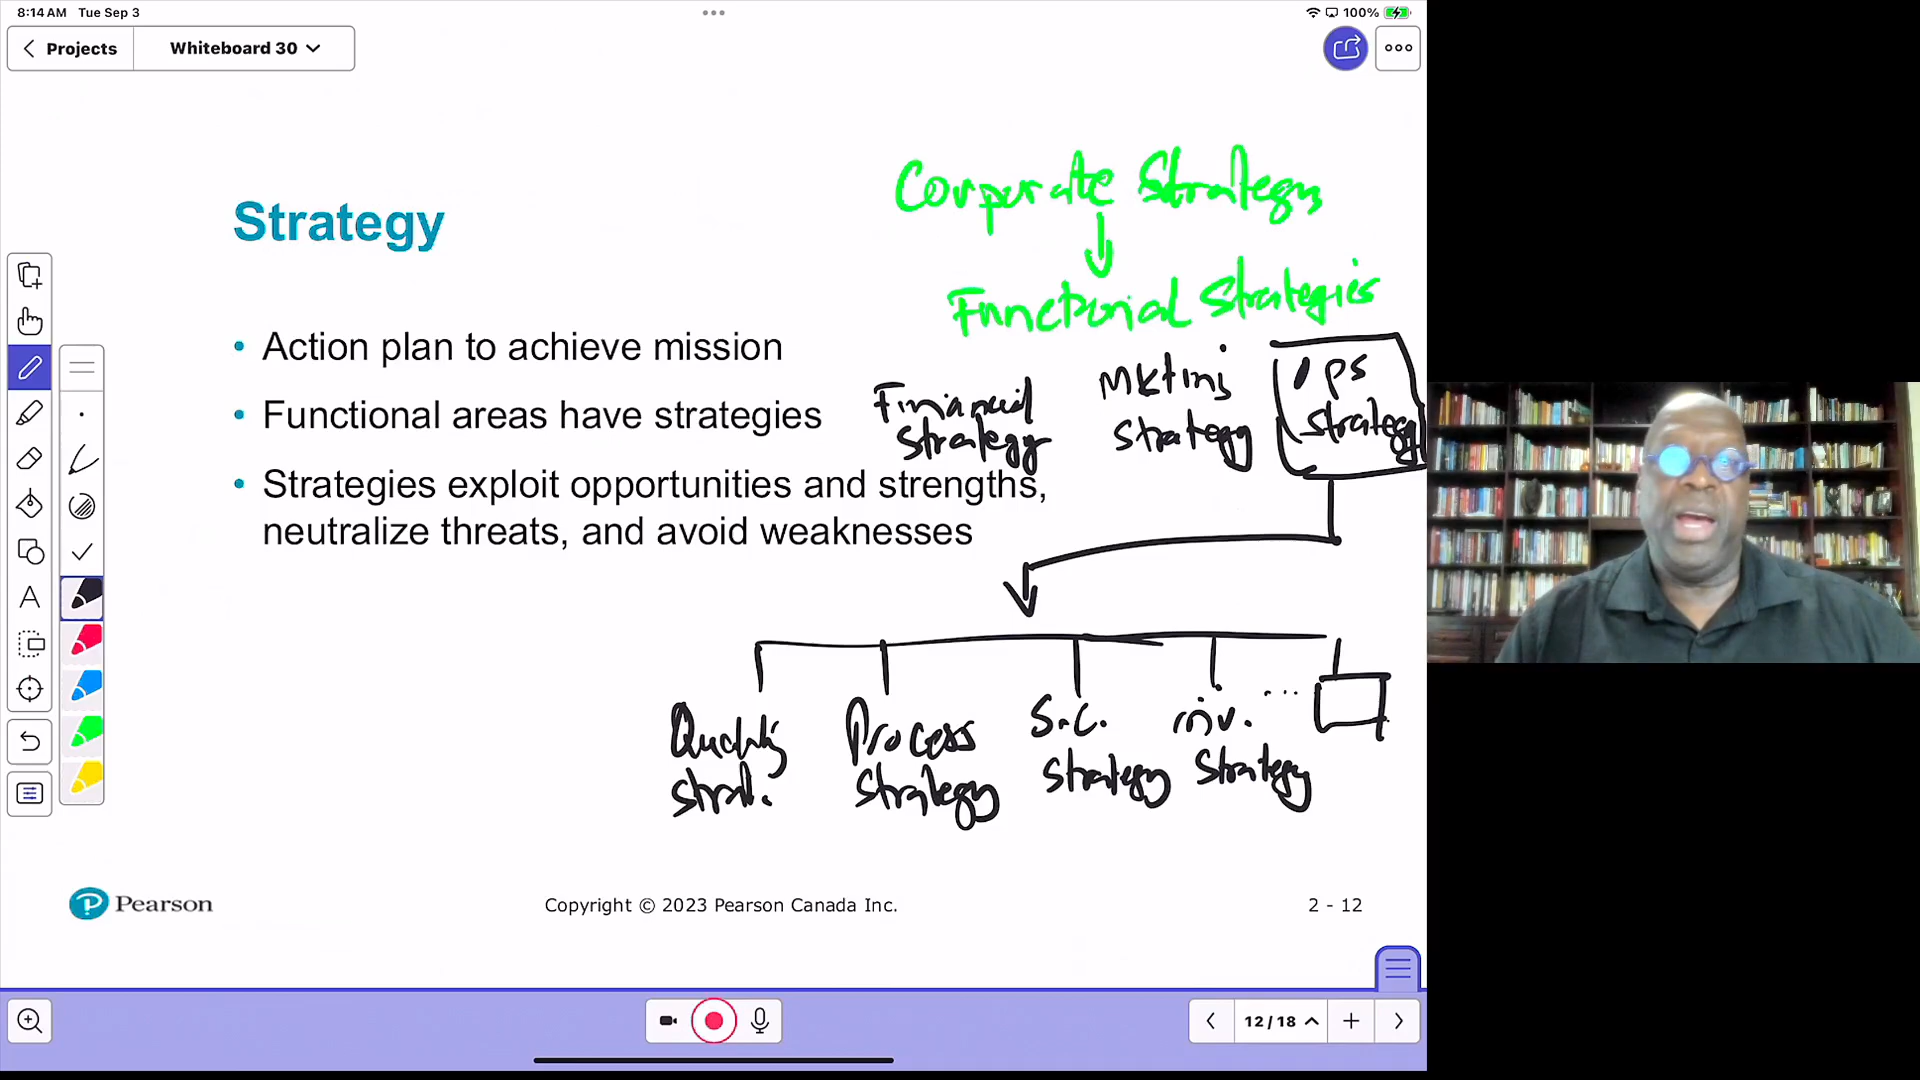 8:14 AM Tue Sep 3
100%
Projects
Whiteboard 30
Corporate Strategy
Strategy
Functional Strategies
Action plan to achieve mission
Mkting
Strategy
Ops
Strategy
Financial
Strategy
Functional areas have strategies
Strategies exploit opportunities and strengths,
neutralize threats, and avoid weaknesses
A
Quality
strat.
Process
Strategy
S.C.
Strategy
inv.
Strategy
...
P Pearson
Copyright © 2023 Pearson Canada Inc.
2 - 12
12 / 18